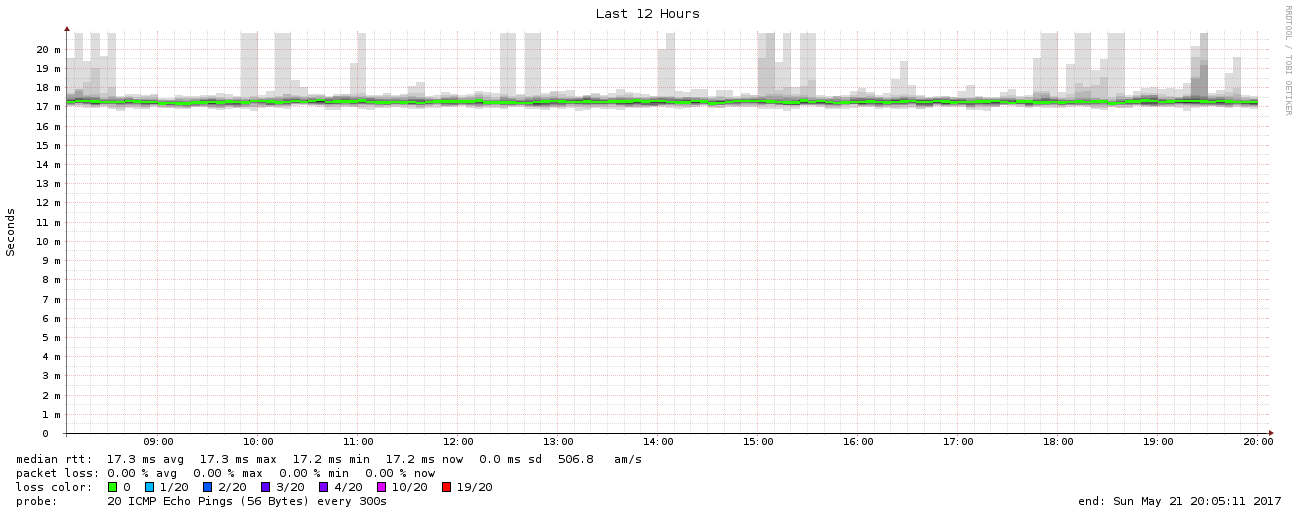 Last 12 Hours
RRDTOOL / TOBI OETIKER
Seconds
20 m
19 m
18 m
17 m
16 m
15 m
14 m
13 m
12 m
11 m
10 m
9 m
8 m
7 m
6 m
5 m
4 m
3 m
2 m
1 m
0
09:00 10:00 11:00 12:00 13:00 14:00 15:00 16:00 17:00 18:00 19:00 20:00
median rtt: 17.3 ms avg 17.3 ms max 17.2 ms min 17.2 ms now 0.0 ms sd 506.8 am/s
packet loss: 0.00 % avg 0.00 % max 0.00 % min 0.00 % now
loss color: 0 1/20 2/20 3/20 4/20 10/20 19/20
probe: 20 ICMP Echo Pings (56 Bytes) every 300s end: Sun May 21 20:05:11 2017